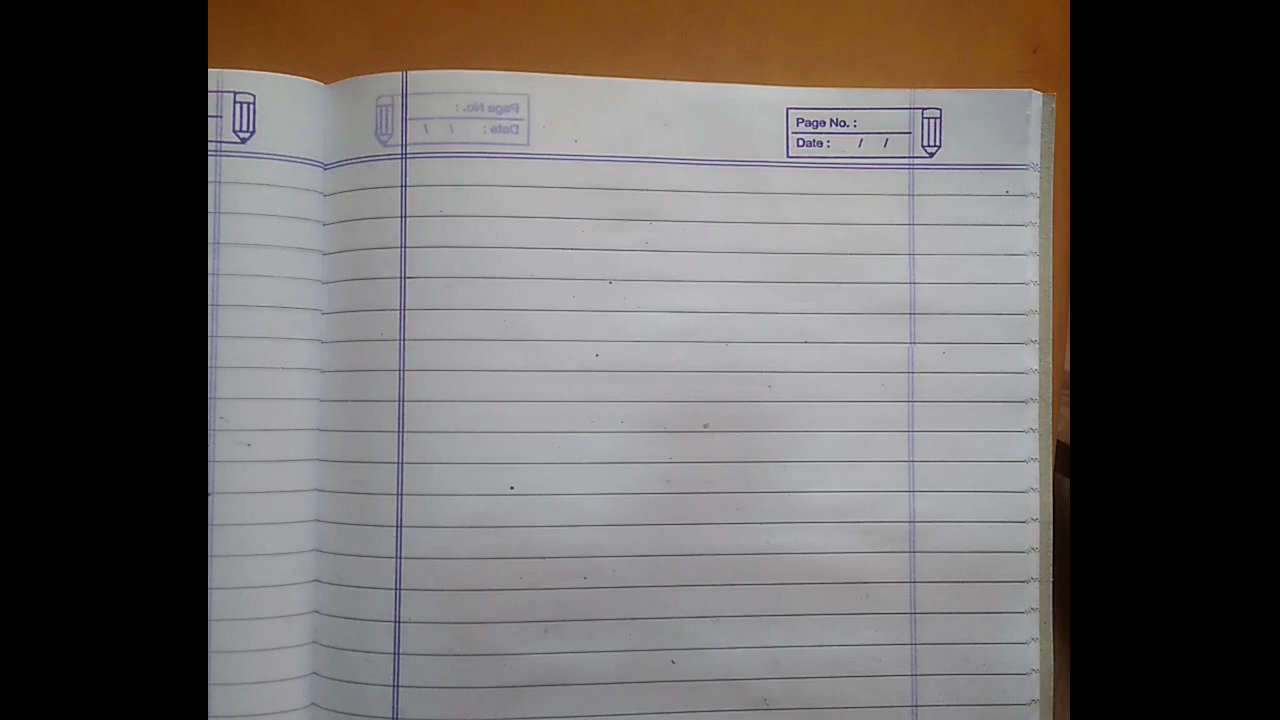 Page No. :
Date : / /